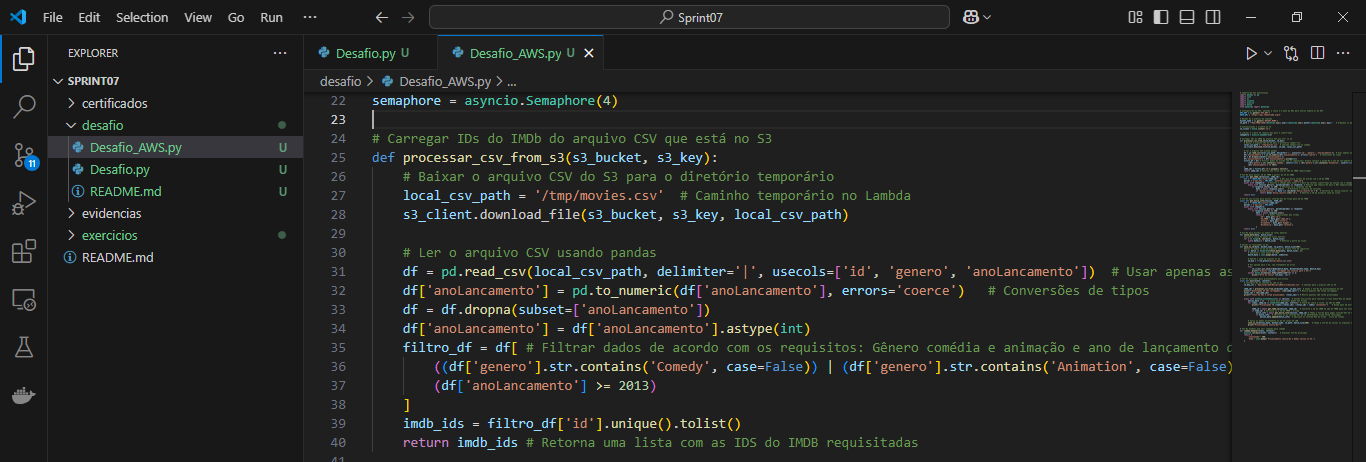 File Edit Selection View Go Run ··· Sprint07
EXPLORER ···
SPRINT07
certificados
desafio
Desafio_AWS.py U
Desafio.py U
README.md U
evidencias
exercicios
README.md
11
Desafio.py U Desafio_AWS.py U
desafio > Desafio_AWS.py > ...
22 semaphore = asyncio.Semaphore(4)
23
24 # Carregar IDs do IMDb do arquivo CSV que está no S3
25 def processar_csv_from_s3(s3_bucket, s3_key):
26 # Baixar o arquivo CSV do S3 para o diretório temporário
27 local_csv_path = '/tmp/movies.csv' # Caminho temporário no Lambda
28 s3_client.download_file(s3_bucket, s3_key, local_csv_path)
29
30 # Ler o arquivo CSV usando pandas
31 df = pd.read_csv(local_csv_path, delimiter='|', usecols=['id', 'genero', 'anoLancamento']) # Usar apenas as
32 df['anoLancamento'] = pd.to_numeric(df['anoLancamento'], errors='coerce') # Conversões de tipos
33 df = df.dropna(subset=['anoLancamento'])
34 df['anoLancamento'] = df['anoLancamento'].astype(int)
35 filtro_df = df[ # Filtrar dados de acordo com os requisitos: Gênero comédia e animação e ano de lançamento
36 ((df['genero'].str.contains('Comedy', case=False)) | (df['genero'].str.contains('Animation', case=False)
37 (df['anoLancamento'] >= 2013)
38 ]
39 imdb_ids = filtro_df['id'].unique().tolist()
40 return imdb_ids # Retorna uma lista com as IDS do IMDB requisitadas
41